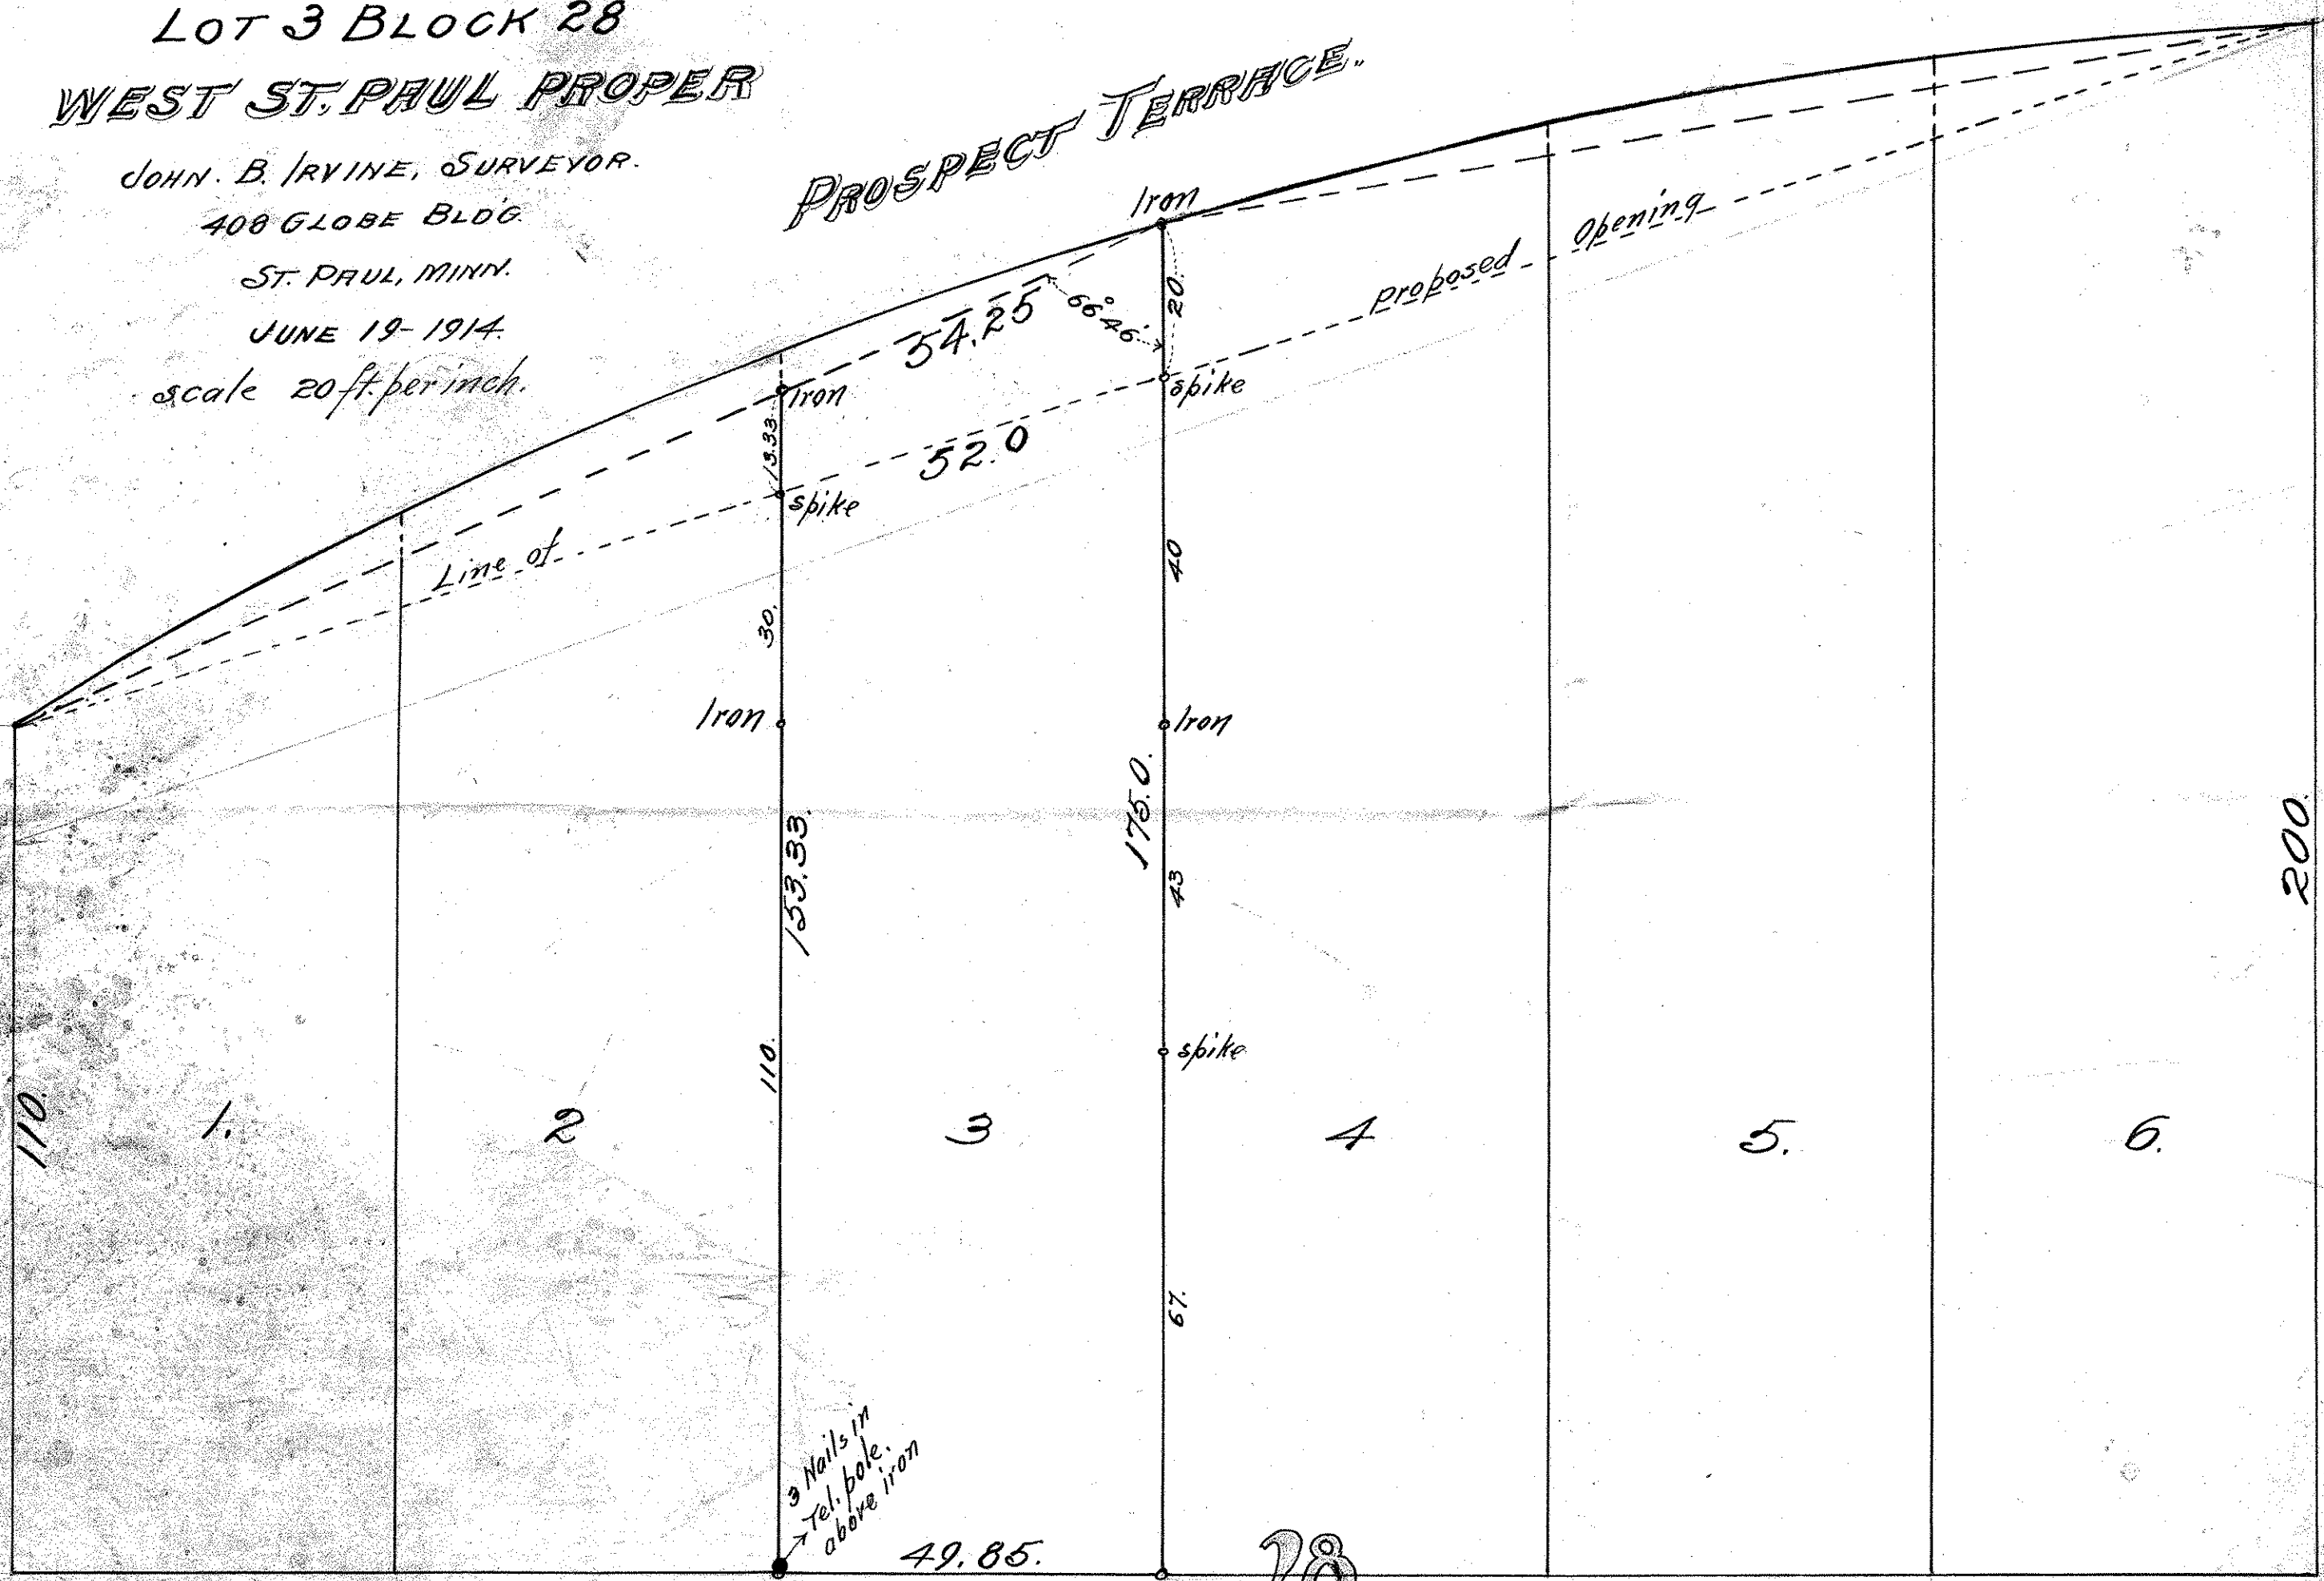 LOT 3 BLOCK 28
WEST ST. PAUL PROPER
JOHN. B. IRVINE, SURVEYOR.
408 GLOBE BLD'G.
ST. PAUL, MINN.
JUNE 19- 1914.
scale 20 ft. per inch.
PROSPECT TERRACE.
Iron
54.25
66° 46'
20.
Iron
13.33
spike
52.0
spike
Line of proposed Opening
30.
40
Iron
Iron
153.33.
175.0.
43
200.
110.
spike
110.
1.
2
3
4
5.
6.
67.
3 Nails in
Tel. pole.
above iron
49.85.
28